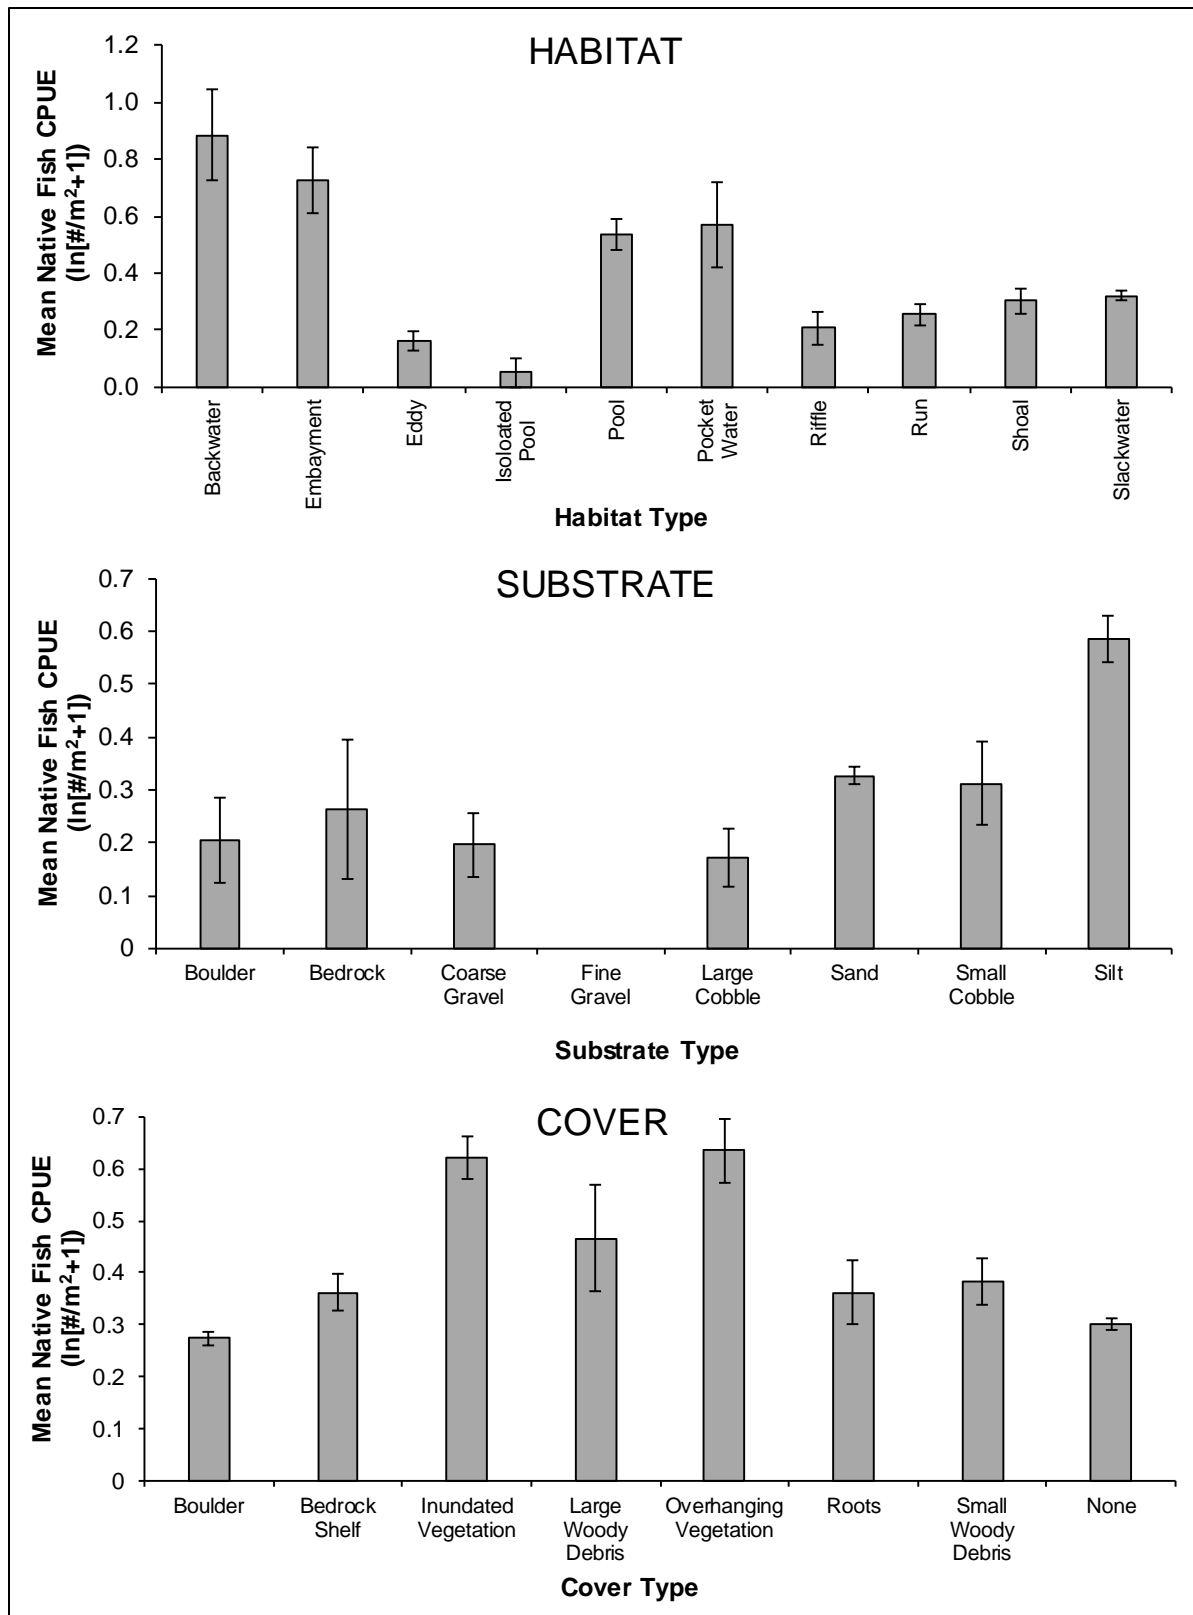 HABITAT
Mean Native Fish CPUE
(ln[#/m²+1])
1.2
1.0
0.8
0.6
0.4
0.2
0.0
Backwater
Embayment
Eddy
Isoloated
Pool
Pool
Pocket
Water
Riffle
Run
Shoal
Slackwater
Habitat Type
SUBSTRATE
Mean Native Fish CPUE
(ln[#/m²+1])
0.7
0.6
0.5
0.4
0.3
0.2
0.1
0
Boulder
Bedrock
Coarse
Gravel
Fine
Gravel
Large
Cobble
Sand
Small
Cobble
Silt
Substrate Type
COVER
Mean Native Fish CPUE
(ln[#/m²+1])
0.7
0.6
0.5
0.4
0.3
0.2
0.1
0
Boulder
Bedrock
Shelf
Inundated
Vegetation
Large
Woody
Debris
Overhanging
Vegetation
Roots
Small
Woody
Debris
None
Cover Type